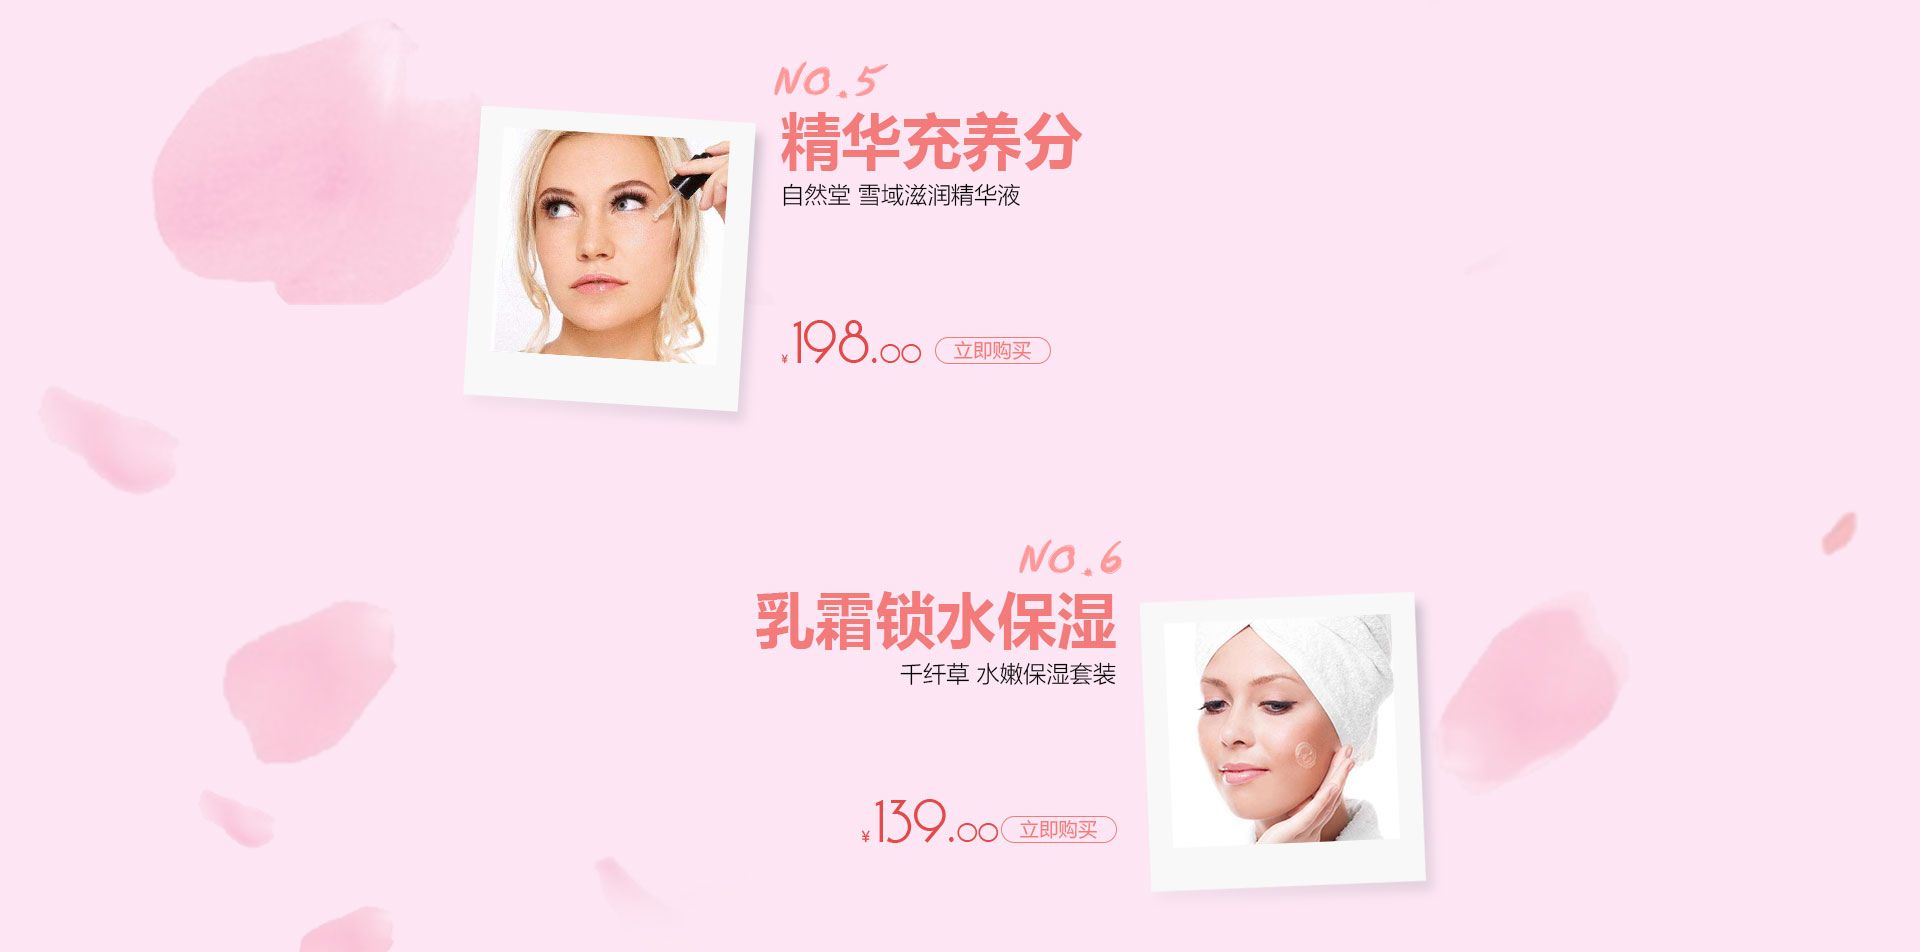 NO.5
精华充养分
自然堂 雪域滋润精华液
¥198.00 立即购买
NO.6
乳霜锁水保湿
千纤草 水嫩保湿套装
¥139.00 立即购买